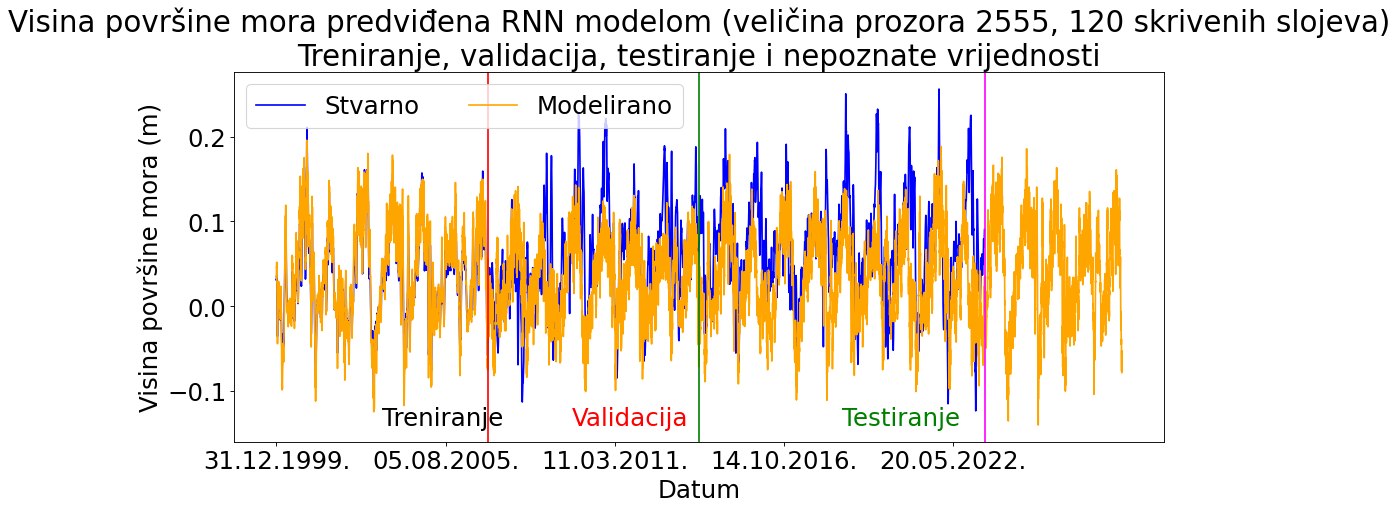 Visina površine mora predviđena RNN modelom (veličina prozora 2555, 120 skrivenih slojeva)
Treniranje, validacija, testiranje i nepoznate vrijednosti
Stvarno
Modelirano
Visina površine mora (m)
0.2
0.1
0.0
−0.1
Treniranje
Validacija
Testiranje
31.12.1999.
05.08.2005.
11.03.2011.
14.10.2016.
20.05.2022.
Datum